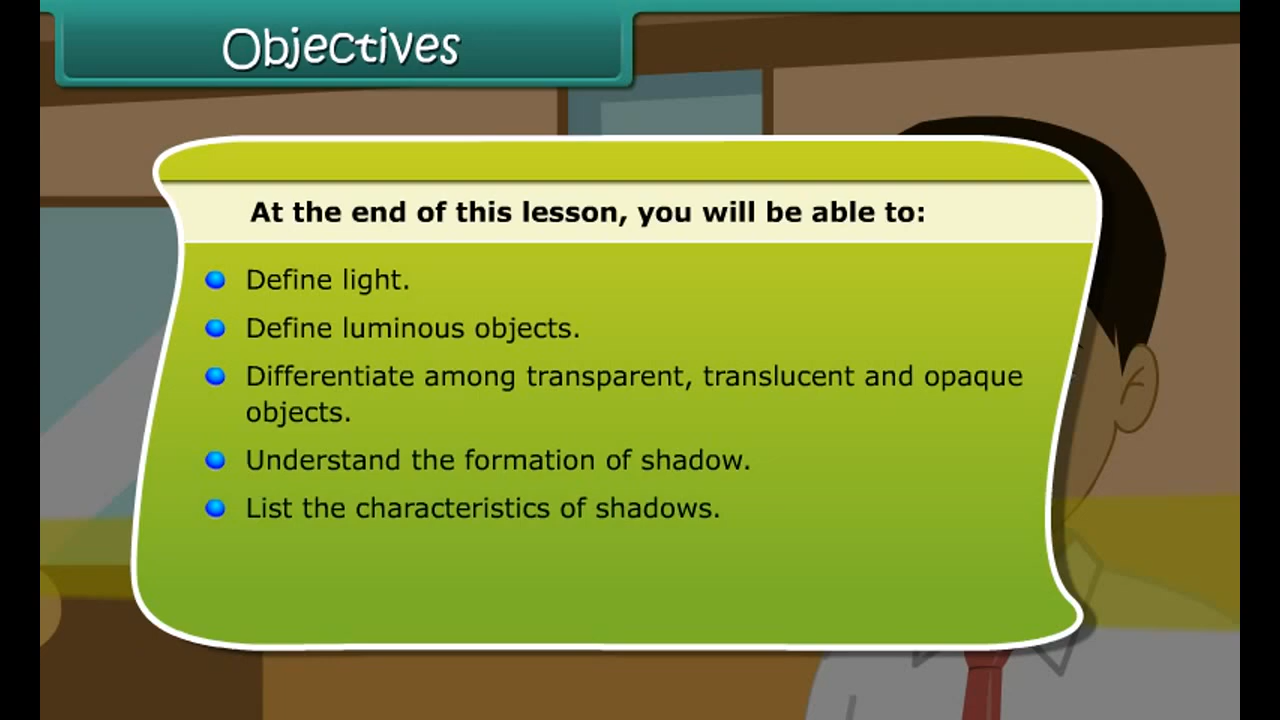 Objectives
At the end of this lesson, you will be able to:
Define light.
Define luminous objects.
Differentiate among transparent, translucent and opaque
objects.
Understand the formation of shadow.
List the characteristics of shadows.